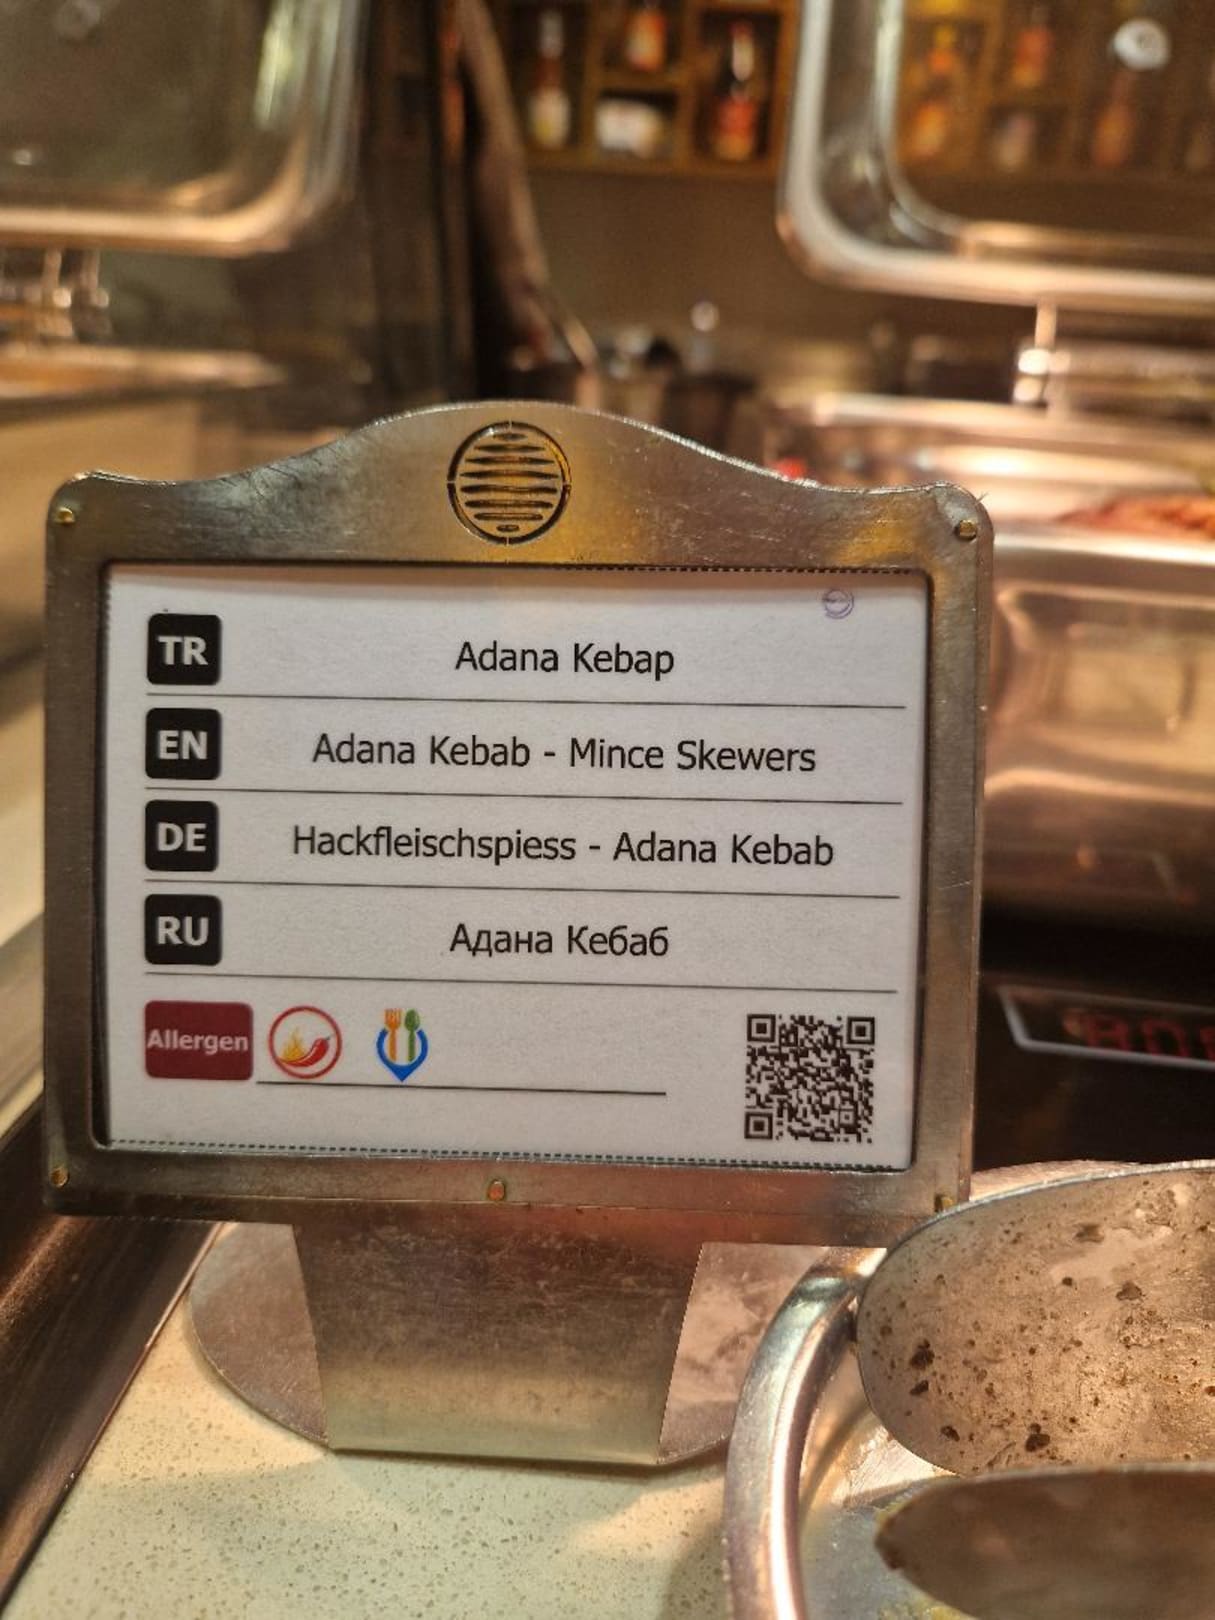 TR Adana Kebap
EN Adana Kebab - Mince Skewers
DE Hackfleischspiess - Adana Kebab
RU Адана Кебаб
Allergen